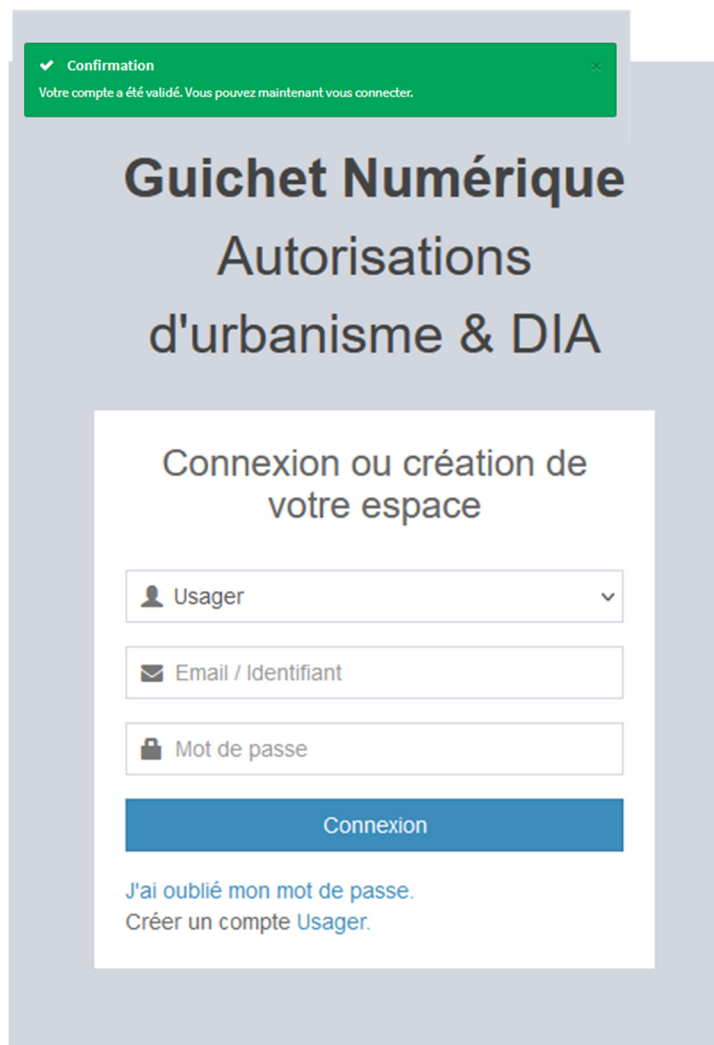 Confirmation
Votre compte a été validé. Vous pouvez maintenant vous connecter.
Guichet Numérique
Autorisations
d'urbanisme & DIA
Connexion ou création de
votre espace
Usager
Email / Identifiant
Mot de passe
Connexion
J'ai oublié mon mot de passe.
Créer un compte Usager.